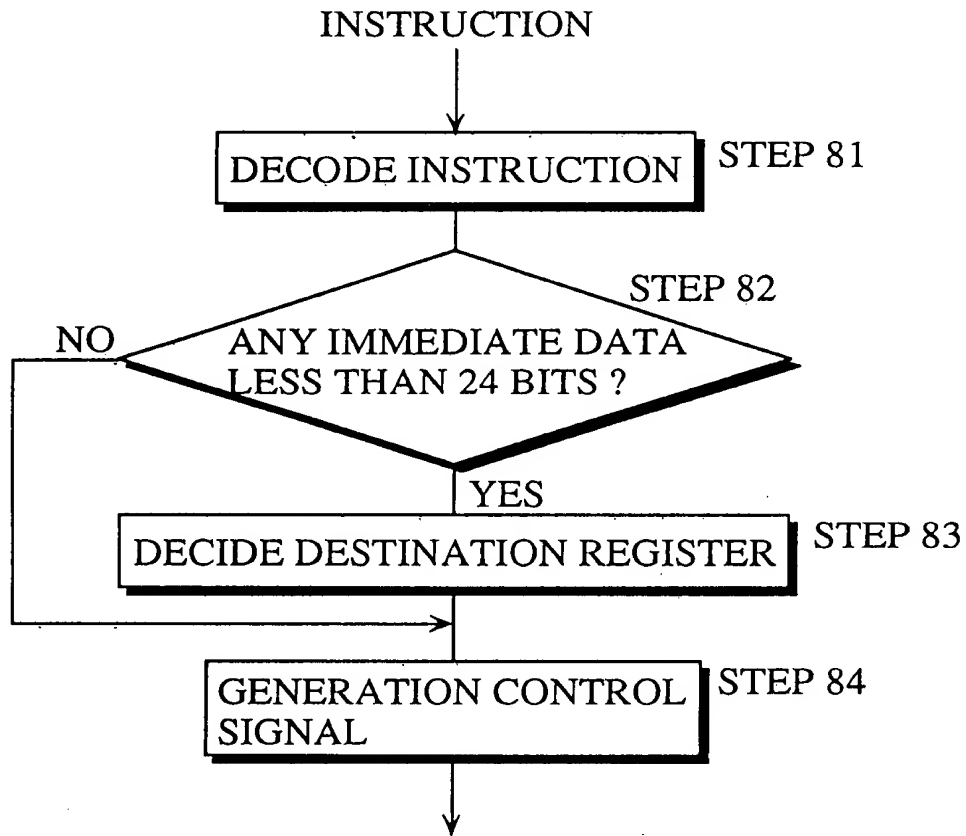 INSTRUCTION
DECODE INSTRUCTION
STEP 81
STEP 82
NO
ANY IMMEDIATE DATA
LESS THAN 24 BITS ?
YES
DECIDE DESTINATION REGISTER
STEP 83
GENERATION CONTROL
SIGNAL
STEP 84